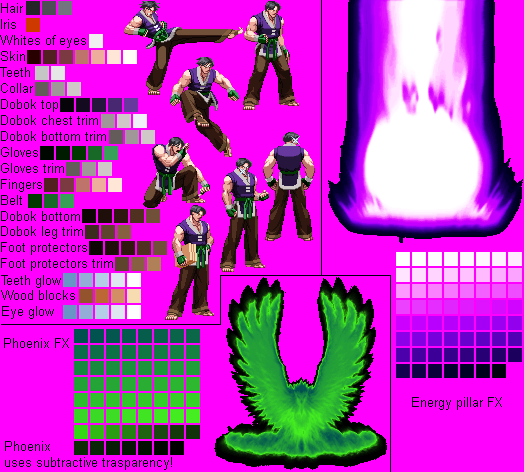 Hair
Iris
Whites of eyes
Skin
Teeth
Collar
Dobok top
Dobok chest trim
Dobok bottom trim
Gloves
Gloves trim
Fingers
Belt
Dobok bottom
Dobok leg trim
Foot protectors
Foot protectors trim
Teeth glow
Wood blocks
Eye glow
Phoenix FX
Phoenix
uses subtractive trasparency!
Energy pillar FX